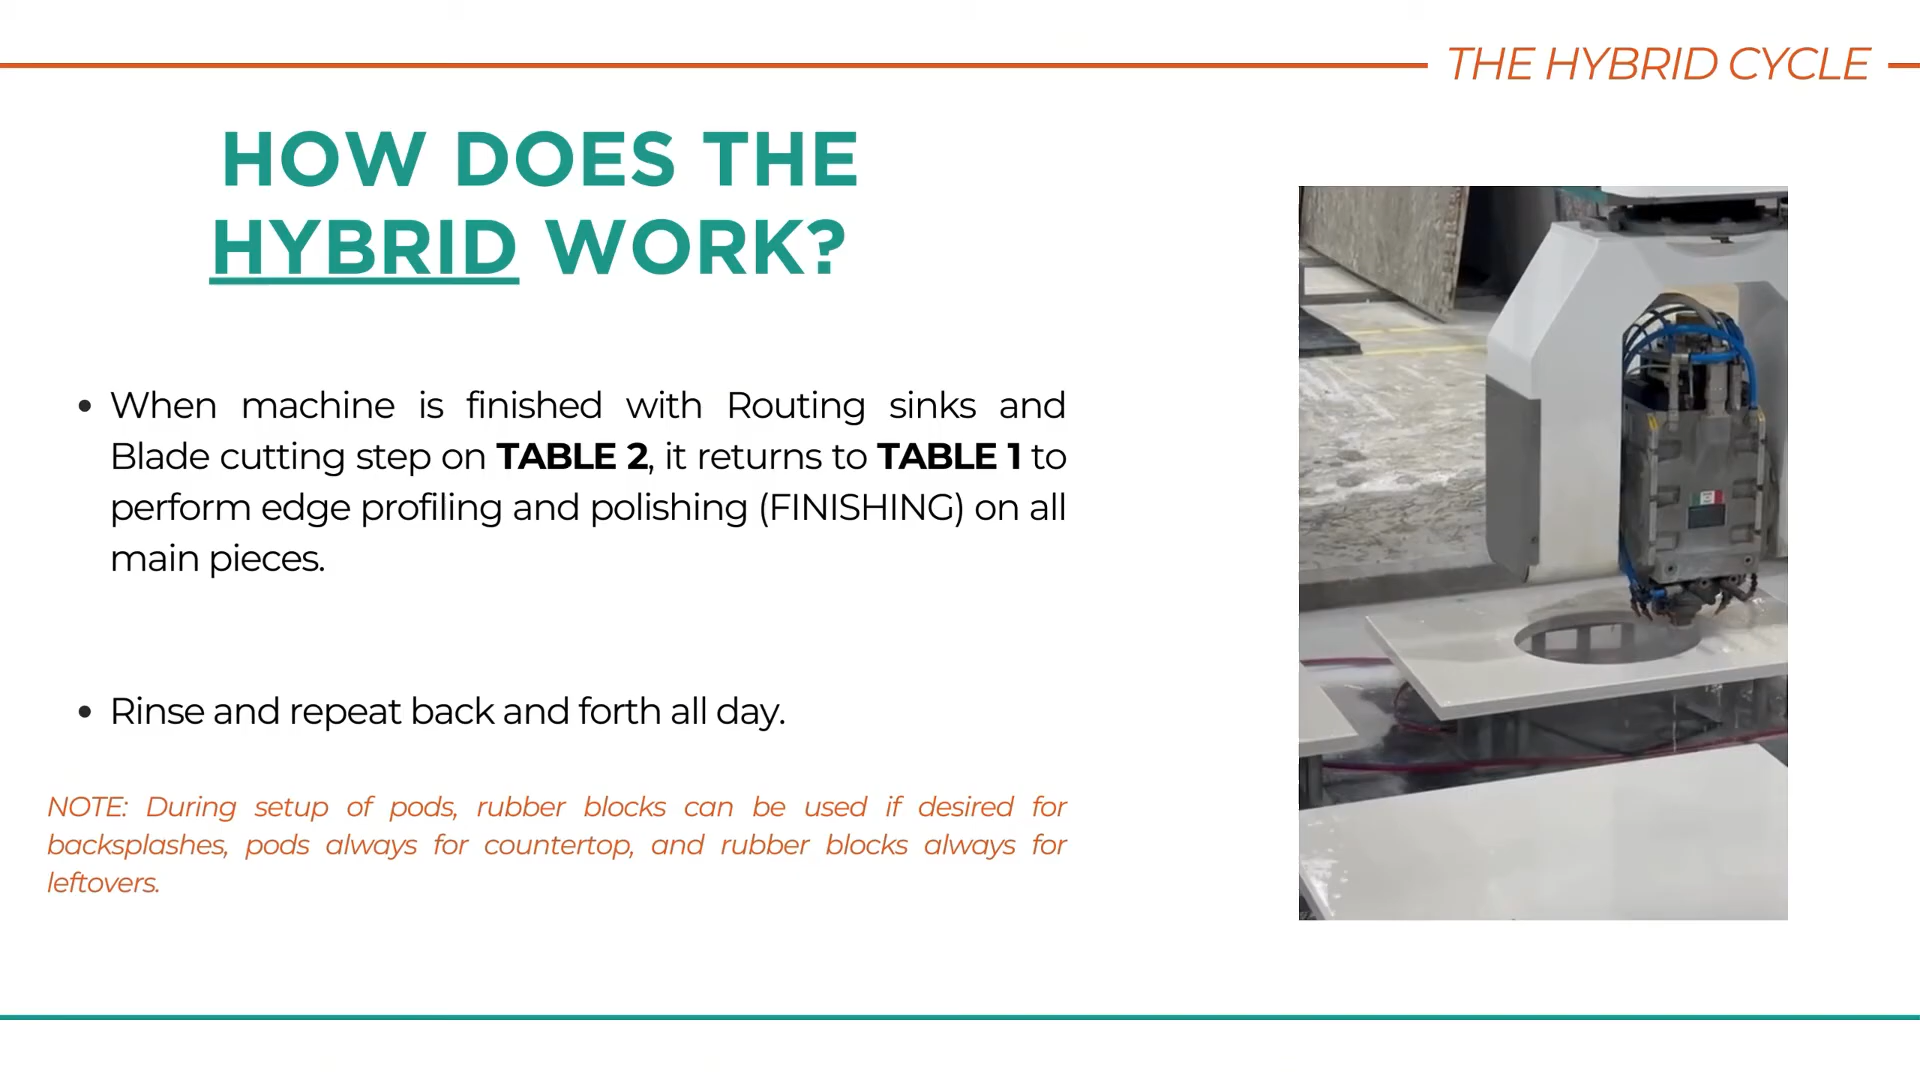 THE HYBRID CYCLE
HOW DOES THE
HYBRID WORK?
• When machine is finished with Routing sinks and
Blade cutting step on TABLE 2, it returns to TABLE 1 to
perform edge profiling and polishing (FINISHING) on all
main pieces.
• Rinse and repeat back and forth all day.
NOTE: During setup of pods, rubber blocks can be used if desired for
backsplashes, pods always for countertop, and rubber blocks always for
leftovers.